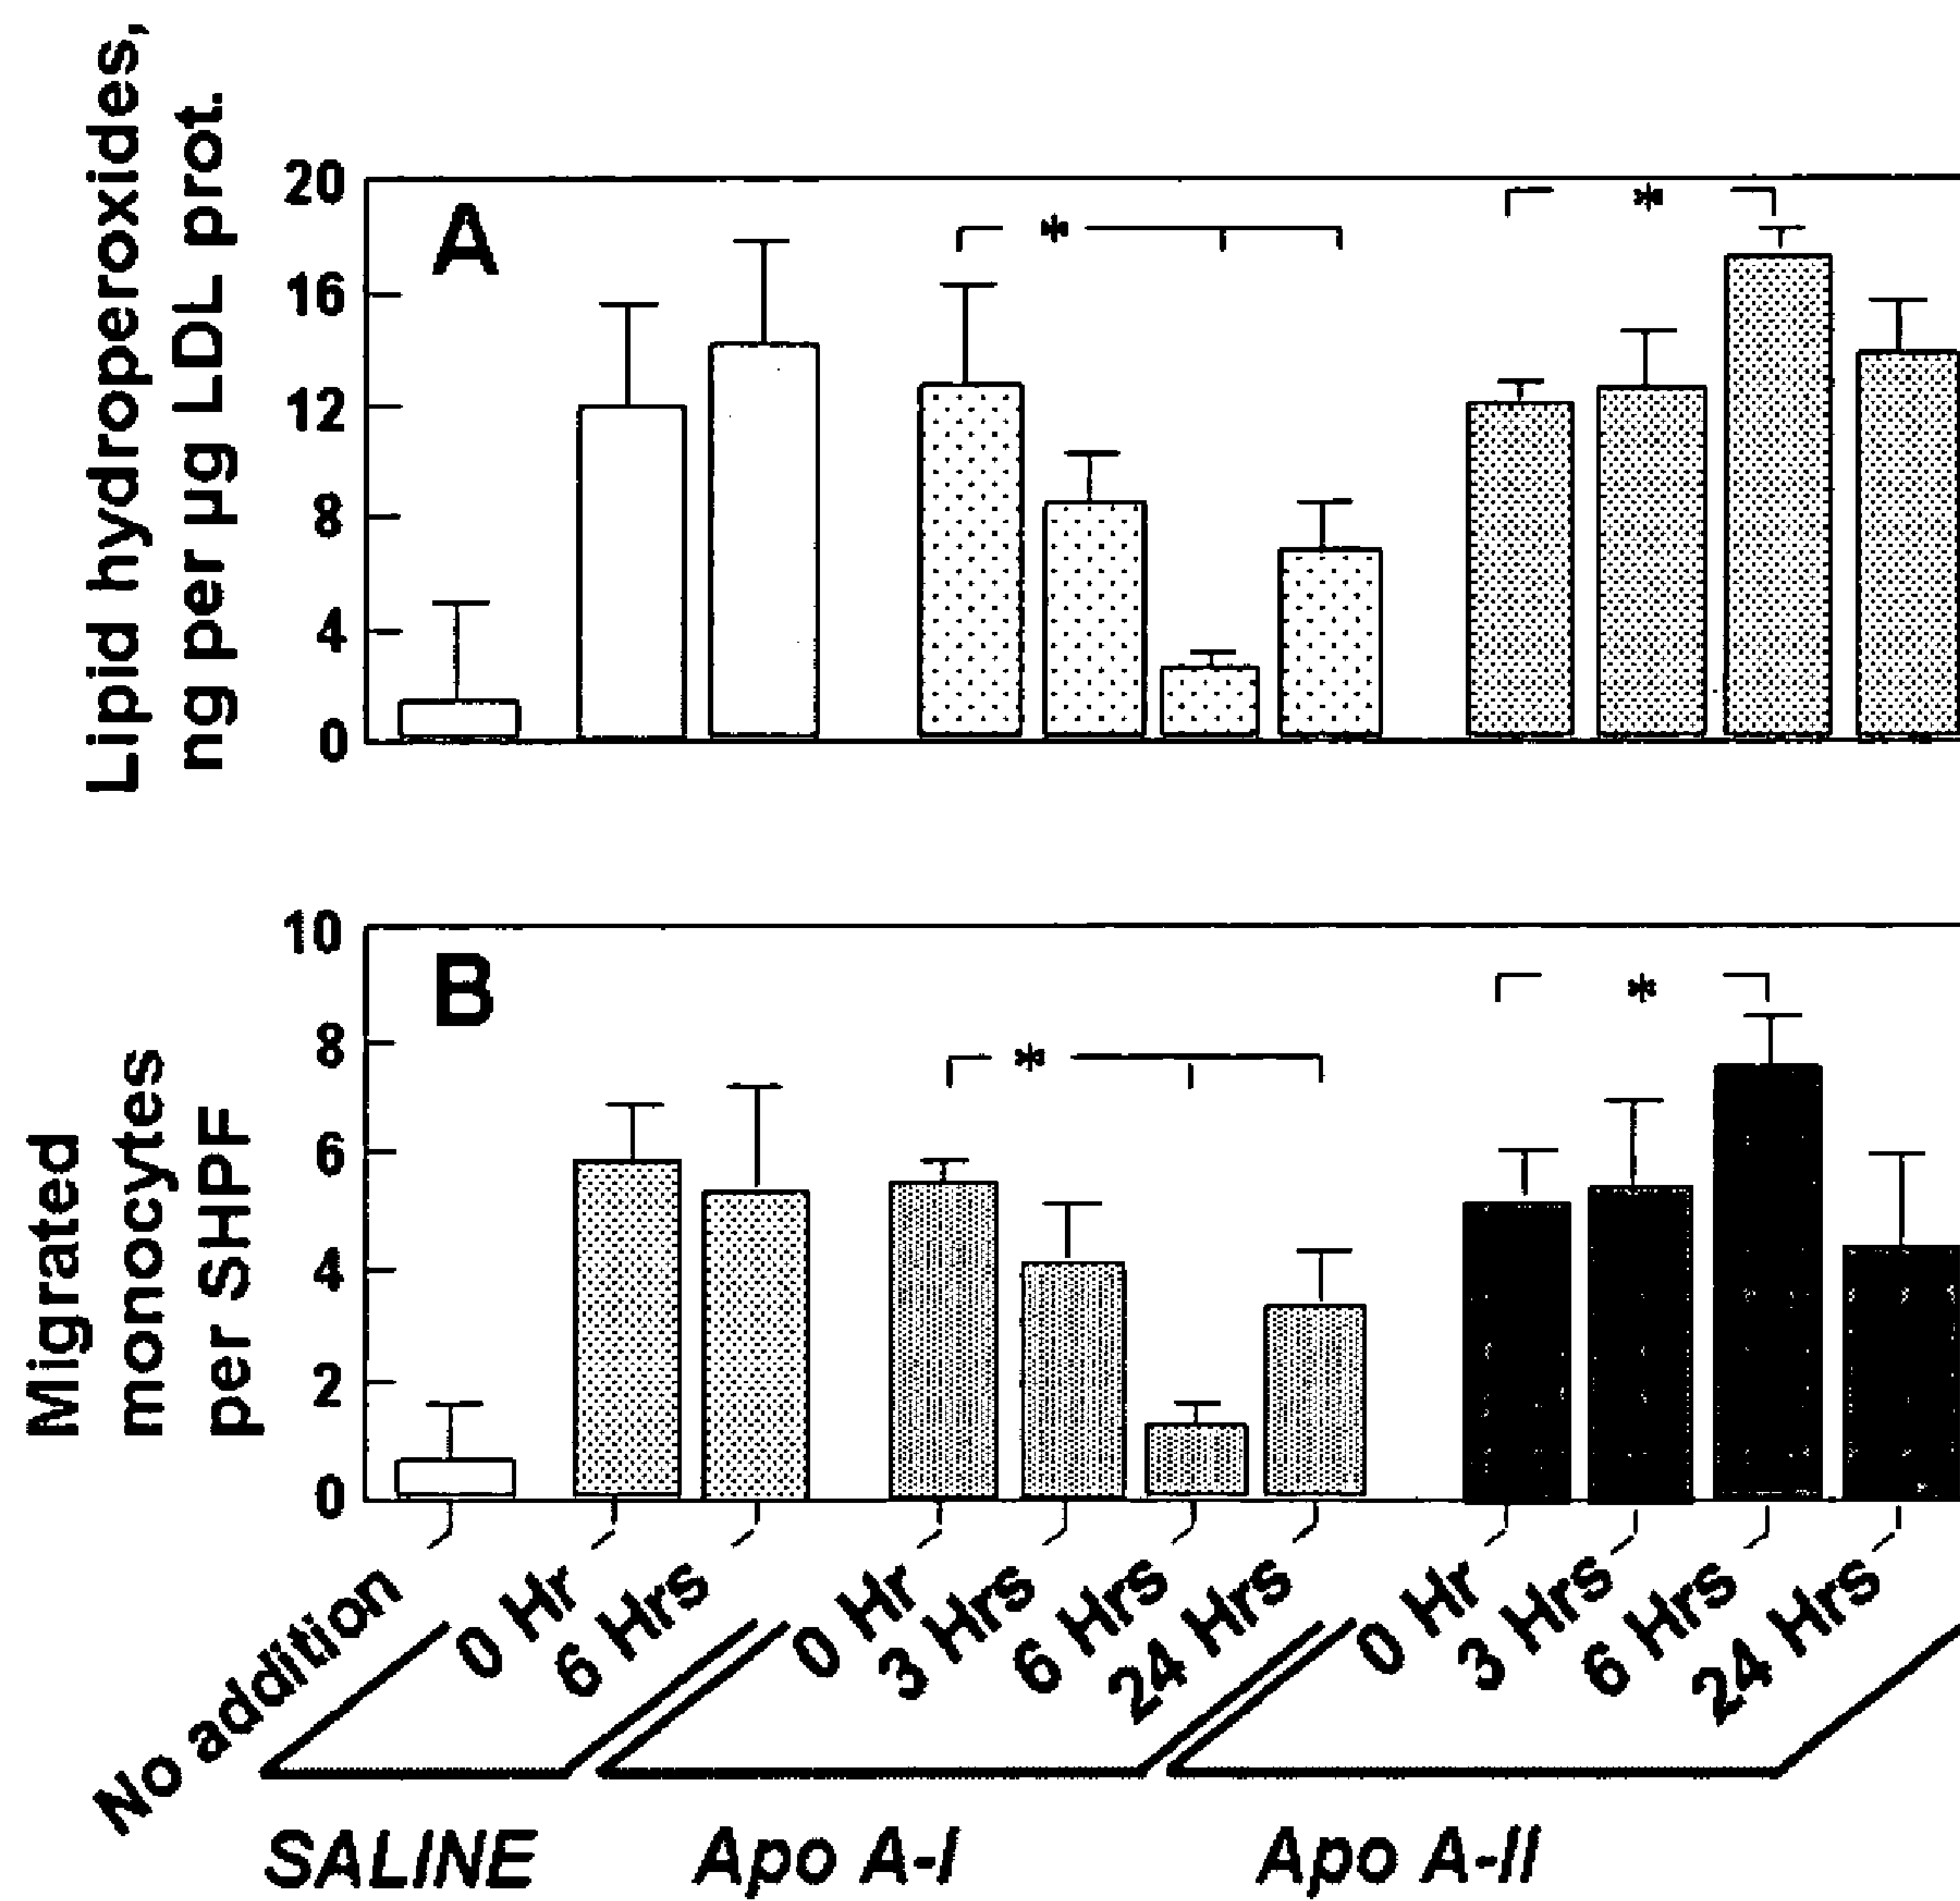 Lipid hydroperoxides,
ng per µg LDL prot.
20
16
12
8
4
0
A
*
*
Migrated
monocytes
per SHPF
10
8
6
4
2
0
B
*
*
No addition
0 Hr
6 Hrs
0 Hr
3 Hrs
6 Hrs
24 Hrs
0 Hr
3 Hrs
6 Hrs
24 Hrs
SALINE
Apo A-I
Apo A-II